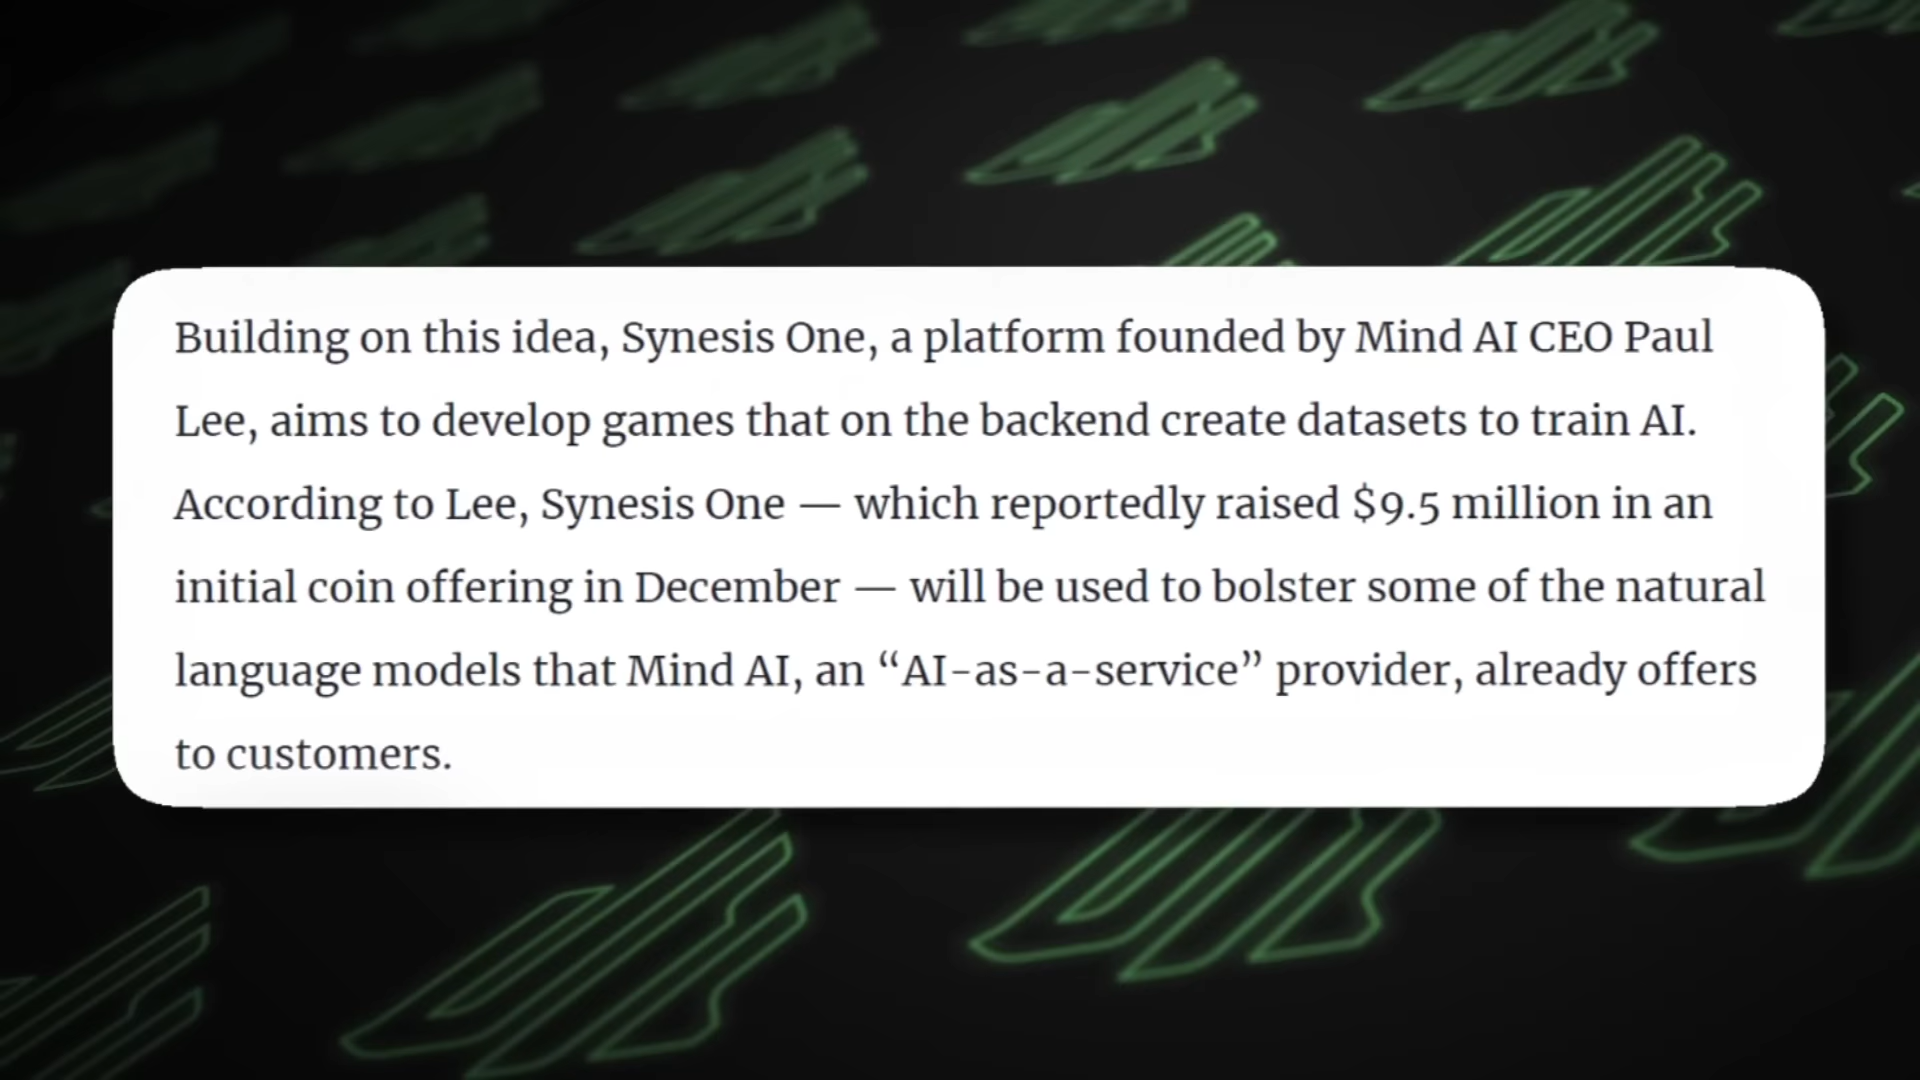 Building on this idea, Synesis One, a platform founded by Mind AI CEO Paul
Lee, aims to develop games that on the backend create datasets to train AI.
According to Lee, Synesis One — which reportedly raised $9.5 million in an
initial coin offering in December — will be used to bolster some of the natural
language models that Mind AI, an “AI-as-a-service” provider, already offers
to customers.